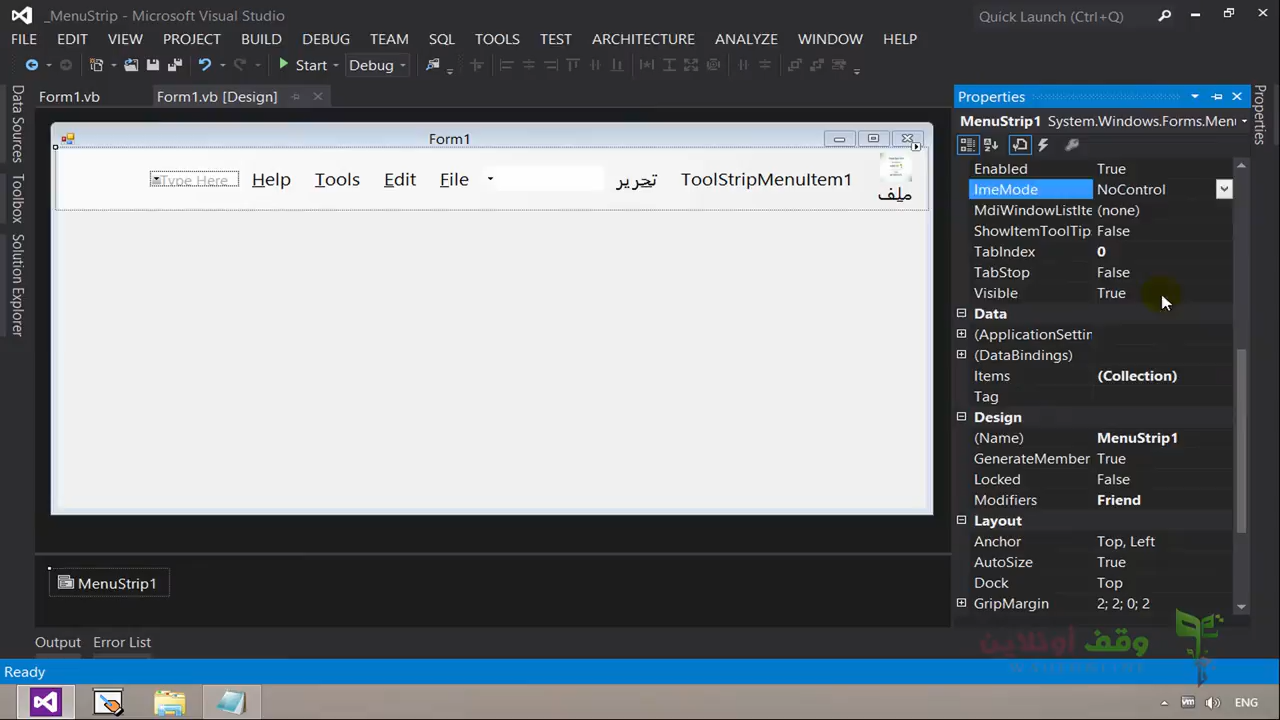 _MenuStrip - Microsoft Visual Studio
Quick Launch (Ctrl+Q)
FILE EDIT VIEW PROJECT BUILD DEBUG TEAM SQL TOOLS TEST ARCHITECTURE ANALYZE WINDOW HELP
Start Debug
Data Sources
Toolbox
Solution Explorer
Form1.vb Form1.vb [Design]
Form1
Type Here Help Tools Edit File تحرير ToolStripMenuItem1 ملف
MenuStrip1
Output Error List
Ready
Properties
Properties
MenuStrip1 System.Windows.Forms.Menu
Enabled True
ImeMode NoControl
MdiWindowListIte (none)
ShowItemToolTip False
TabIndex 0
TabStop False
Visible True
Data
(ApplicationSettin
(DataBindings)
Items (Collection)
Tag
Design
(Name) MenuStrip1
GenerateMember True
Locked False
Modifiers Friend
Layout
Anchor Top, Left
AutoSize True
Dock Top
GripMargin 2; 2; 0; 2
وقف أونلاين
ENG